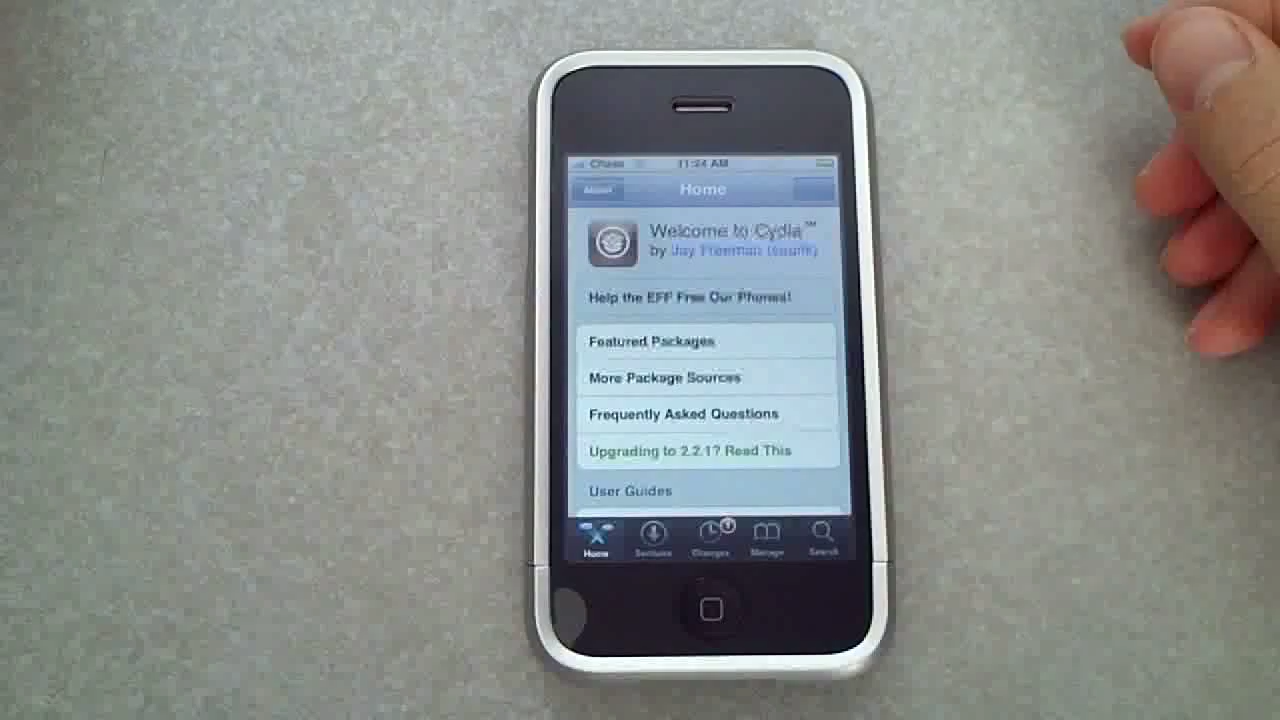 Chase 11:24 AM
About Home
Welcome to Cydia™
by Jay Freeman (saurik)
Help the EFF Free Our Phones!
Featured Packages
More Package Sources
Frequently Asked Questions
Upgrading to 2.2.1? Read This
User Guides
Home Sections Changes Manage Search